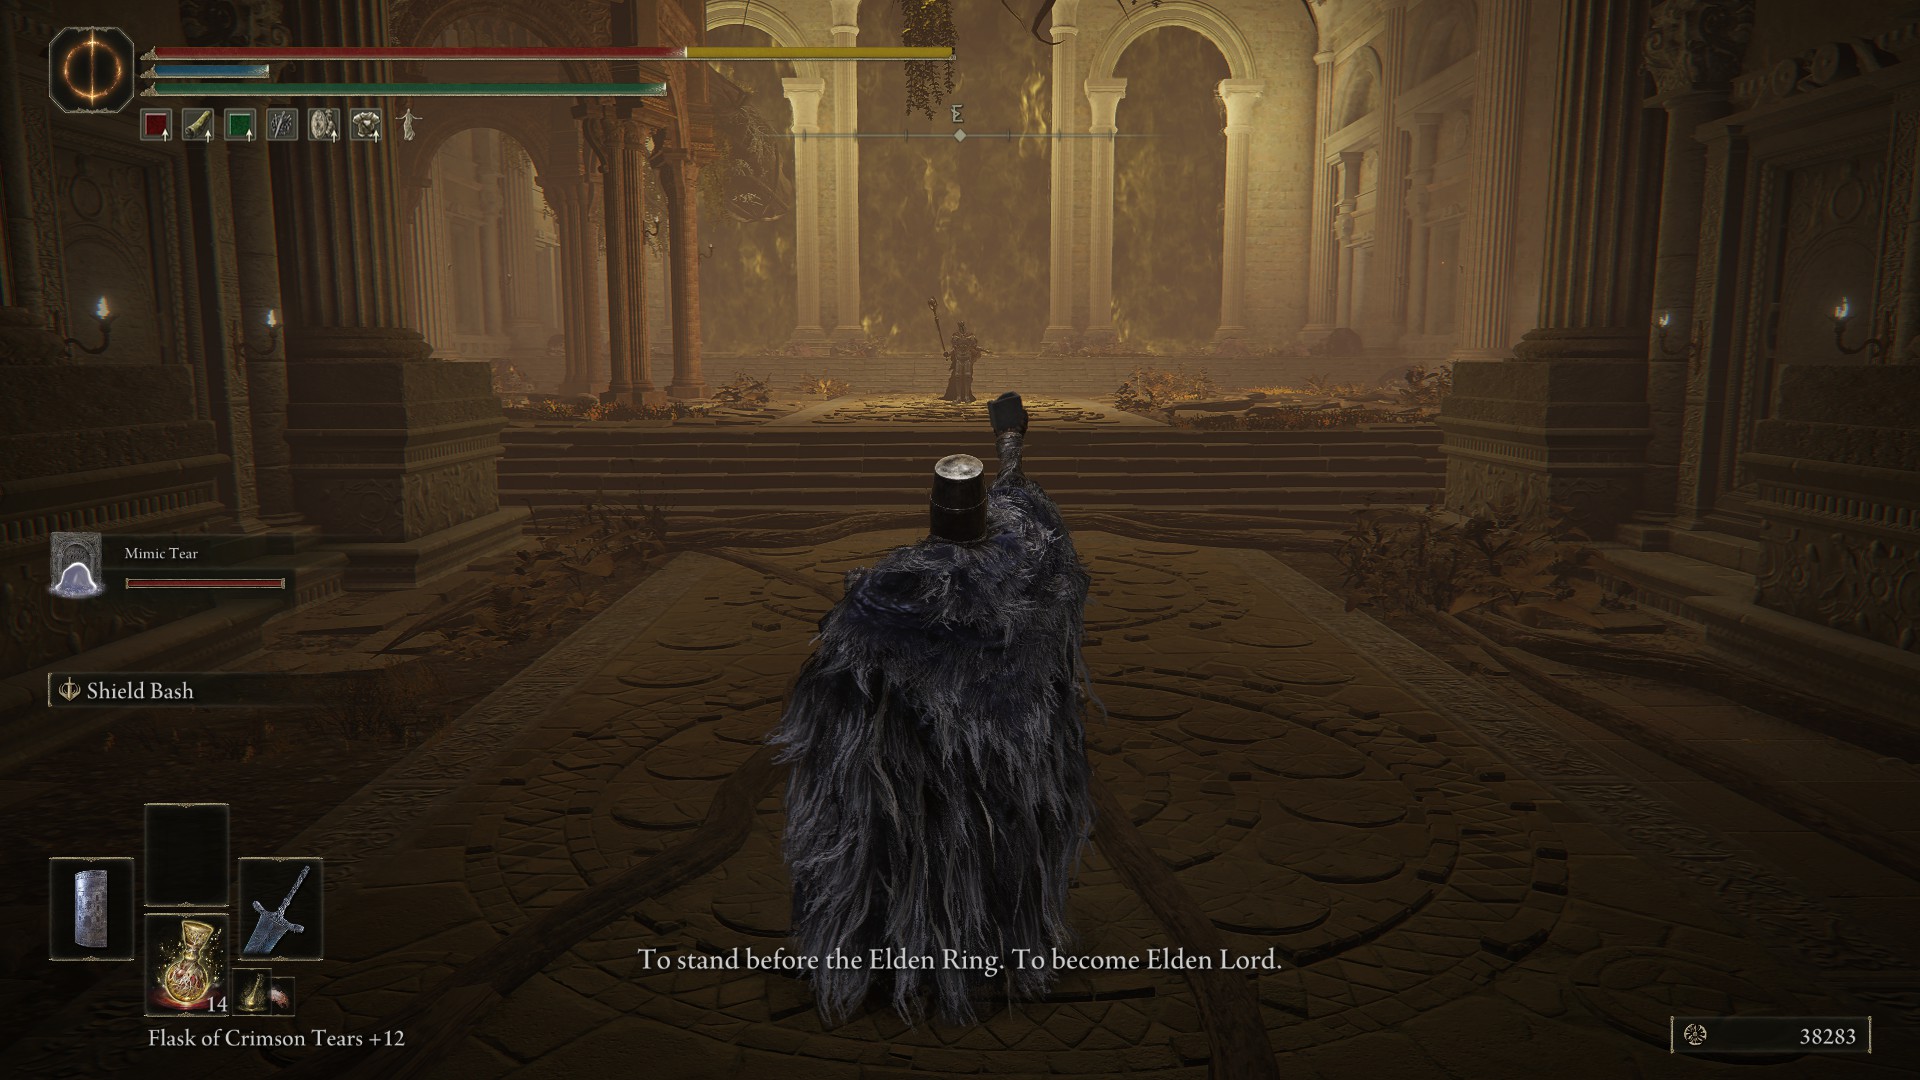 E
Mimic Tear
Shield Bash
To stand before the Elden Ring. To become Elden Lord.
14
Flask of Crimson Tears +12
38283